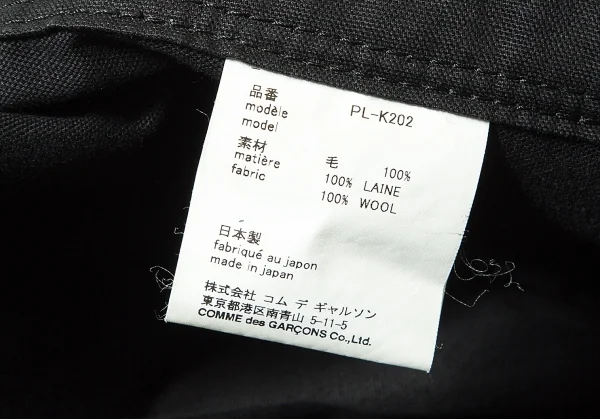 品番 PL-K202
modèle
model
素材 毛 100%
matière 100% LAINE
fabric 100% WOOL
日本製
fabriqué au japon
made in japan
株式会社 コム デ ギャルソン
東京都港区南青山 5-11-5
COMME des GARÇONS Co.,Ltd.